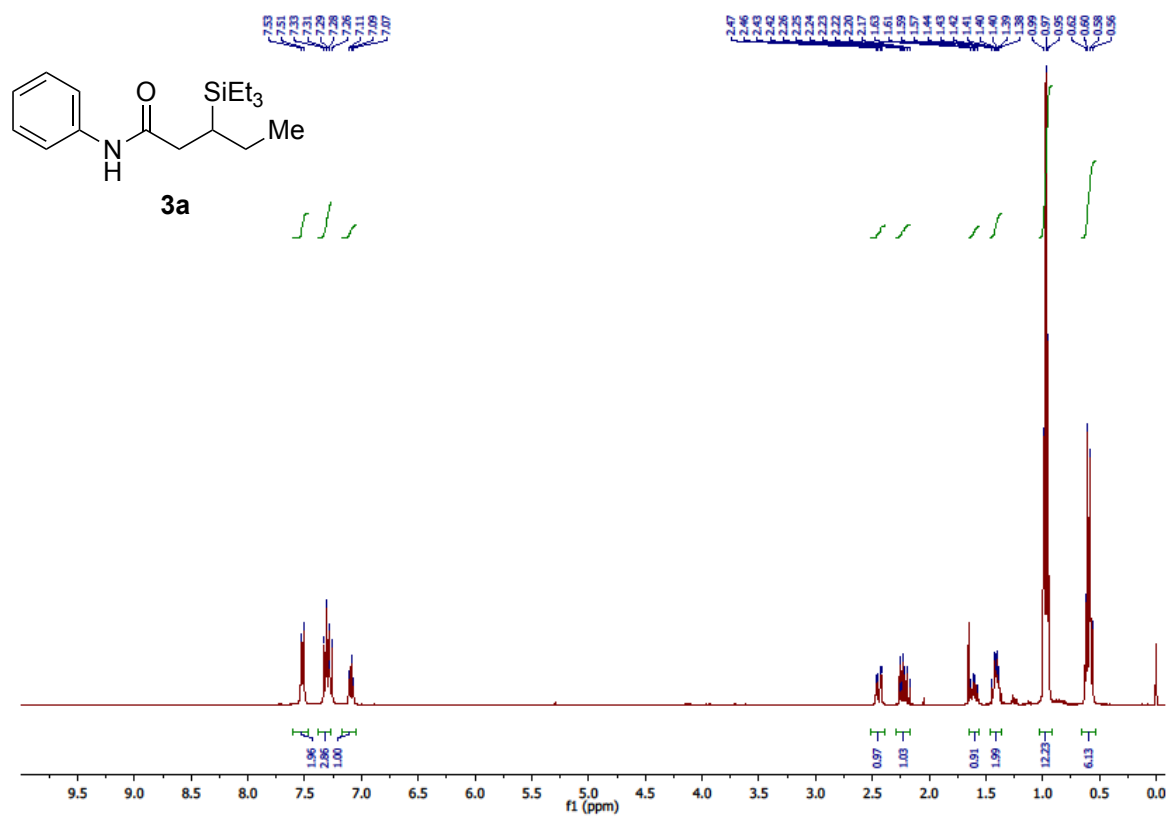 7.53 7.51 7.33 7.31 7.29 7.28 7.26 7.11 7.09 7.07
2.47 2.46 2.43 2.42 2.26 2.25 2.24 2.23 2.22 2.20 2.17 1.63 1.61 1.59 1.57 1.44 1.43 1.42 1.41 1.40 1.40 1.39 1.38 0.99 0.97 0.95 0.62 0.60 0.58 0.56
O
SiEt3
Me
N
H
3a
1.96 2.86 1.00 0.97 1.03 0.91 1.99 12.23 6.13
9.5 9.0 8.5 8.0 7.5 7.0 6.5 6.0 5.5 5.0 4.5 4.0 3.5 3.0 2.5 2.0 1.5 1.0 0.5 0.0
f1 (ppm)